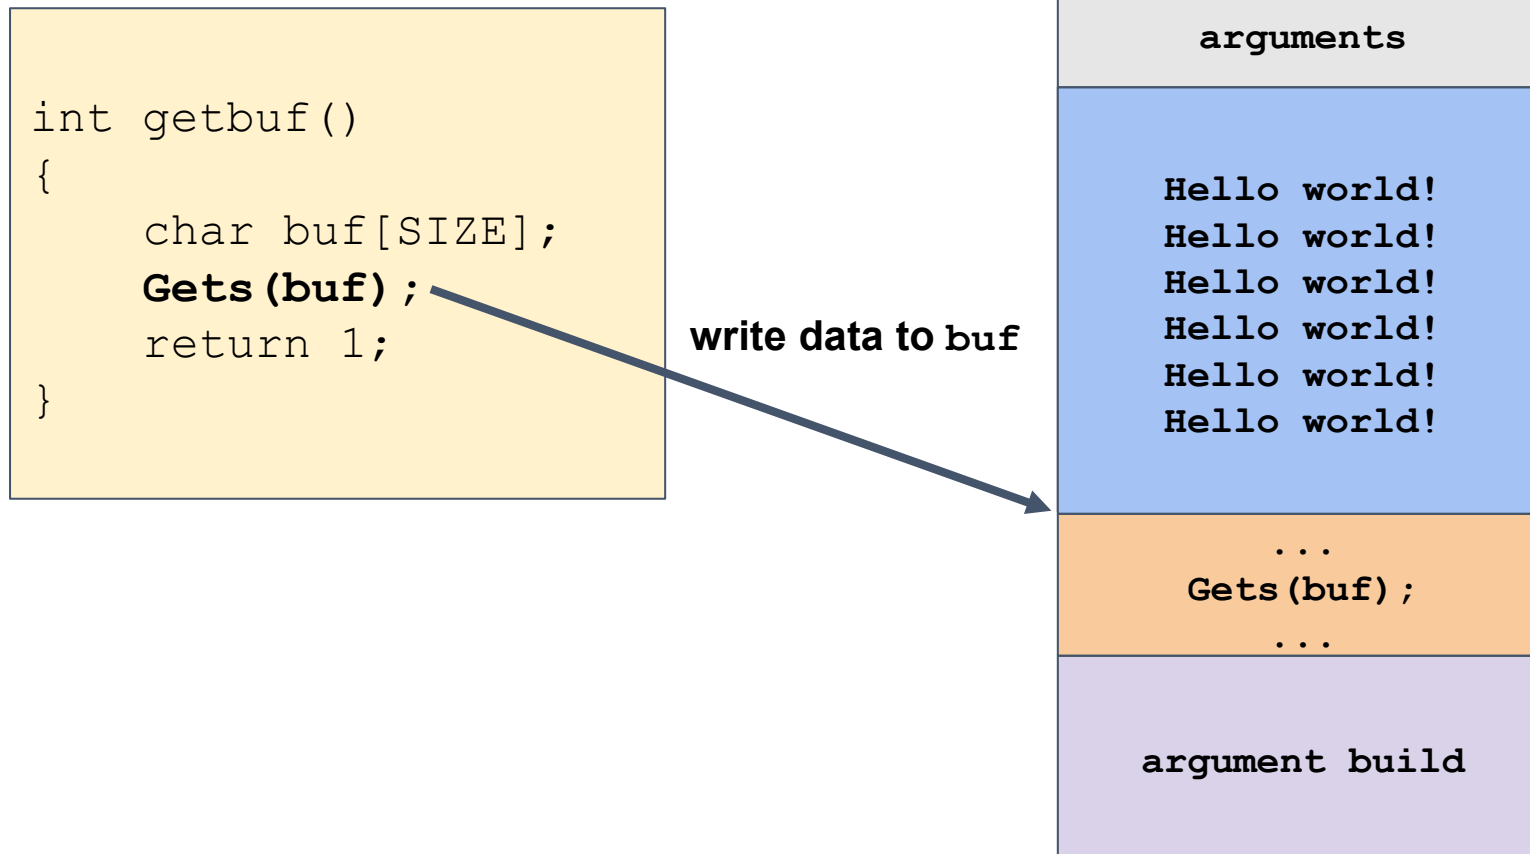 int getbuf()
{
char buf[SIZE];
Gets(buf);
return 1;
}
write data to buf
arguments
Hello world!
Hello world!
Hello world!
Hello world!
Hello world!
Hello world!
...
Gets(buf);
...
argument build